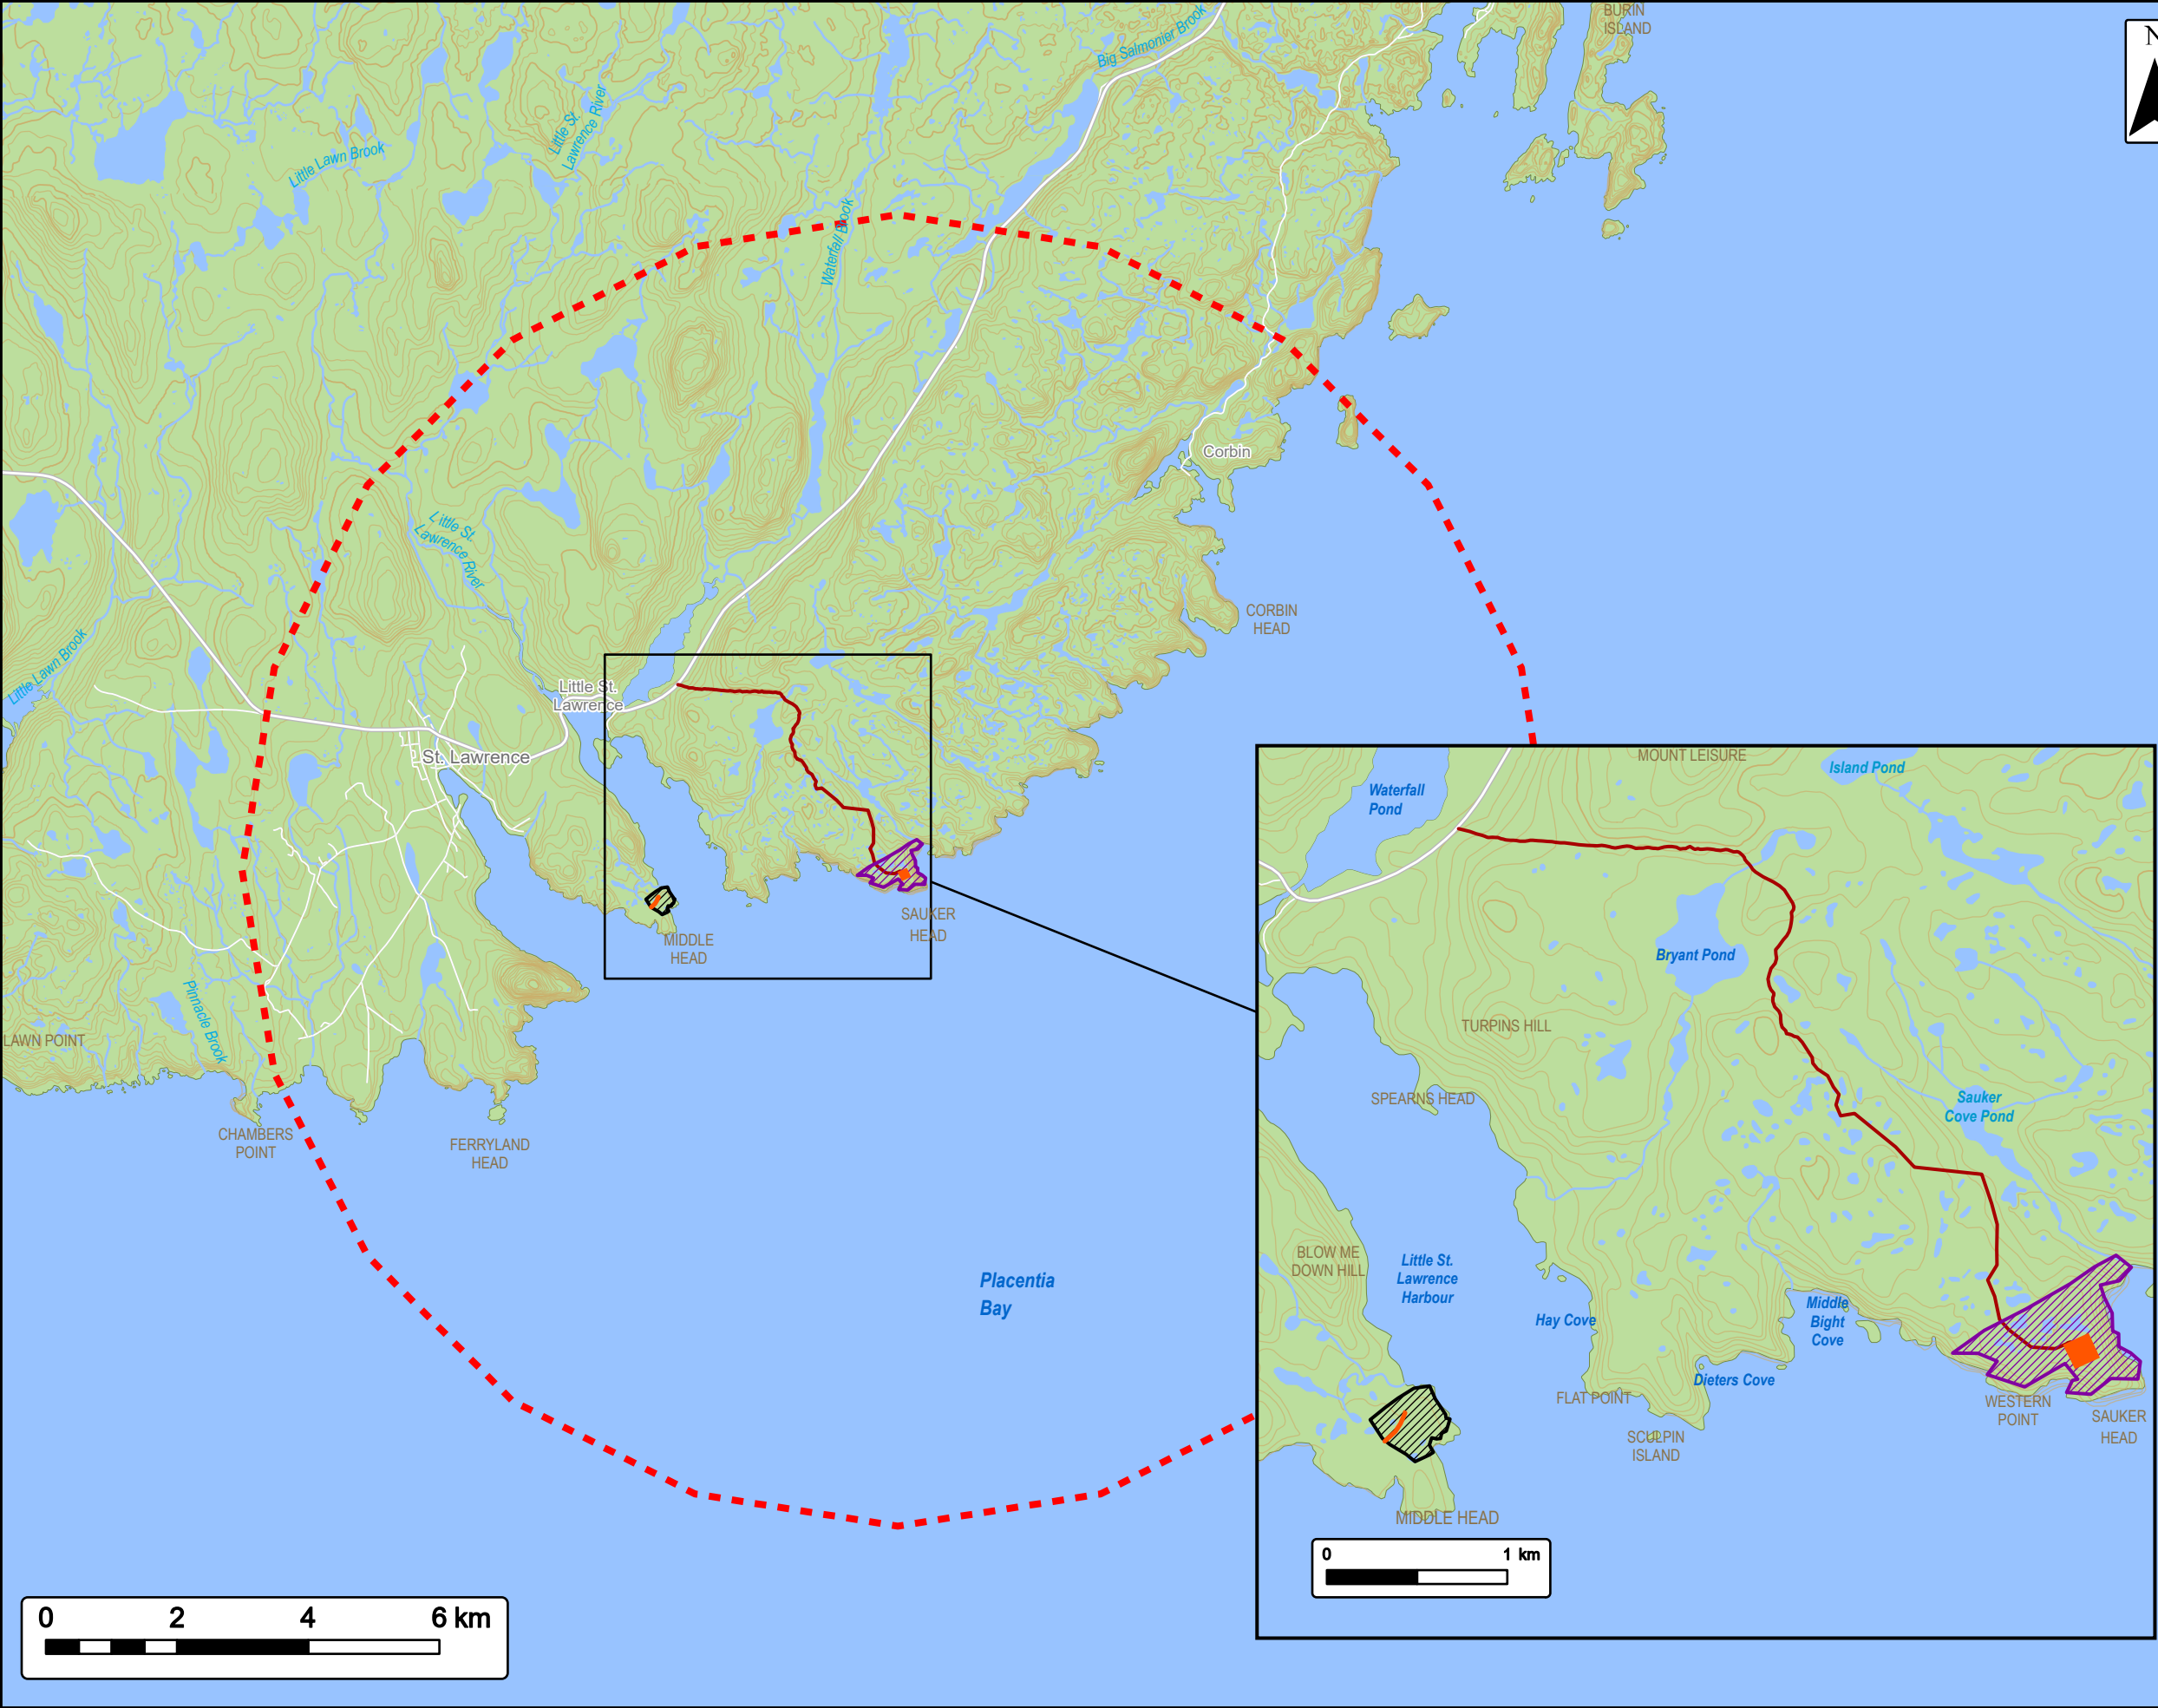 BURIN
ISLAND
N
Big Salmonier Brook
Little St.
Lawrence River
Little Lawn Brook
Waterfall Brook
Corbin
Little St.
Lawrence River
CORBIN
HEAD
Little Lawn Brook
Little St.
Lawrence
St. Lawrence
SAUKER
HEAD
MIDDLE
HEAD
Pinnacle Brook
LAWN POINT
CHAMBERS
POINT
FERRYLAND
HEAD
Placentia
Bay
0 2 4 6 km
MOUNT LEISURE
Island Pond
Waterfall
Pond
Bryant Pond
TURPINS HILL
SPEARNS HEAD
Sauker
Cove Pond
BLOW ME
DOWN HILL
Little St.
Lawrence
Harbour
Hay Cove
Middle
Bight
Cove
Dieters Cove
FLAT POINT
WESTERN
POINT
SAUKER
HEAD
SCULPIN
ISLAND
MIDDLE HEAD
0 1 km